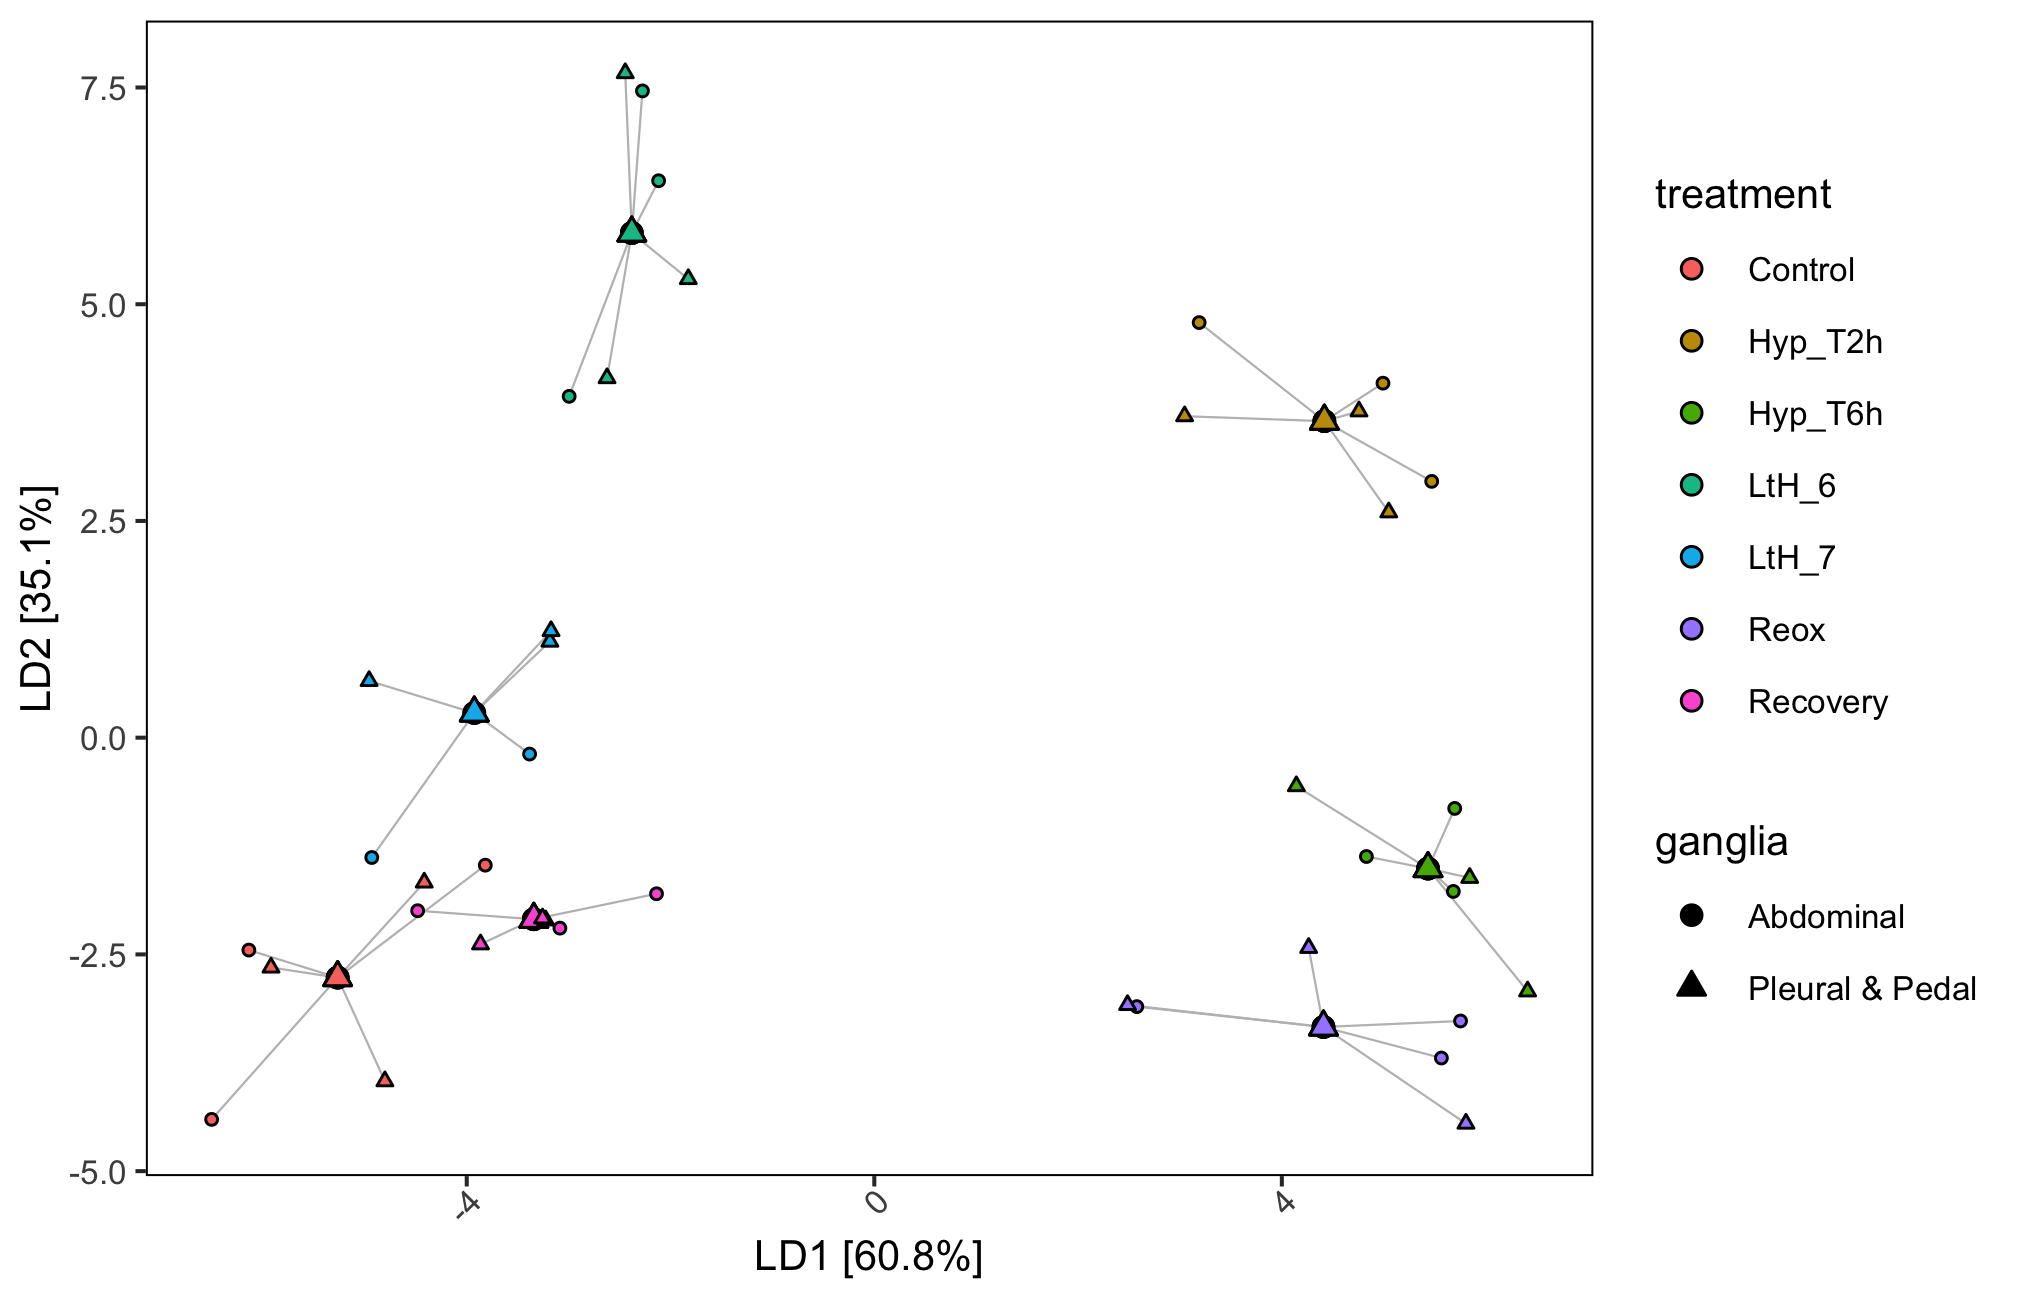 7.5
5.0
2.5
0.0
-2.5
-5.0
LD2 [35.1%]
-4
0
4
LD1 [60.8%]
treatment
Control
Hyp_T2h
Hyp_T6h
LtH_6
LtH_7
Reox
Recovery
ganglia
Abdominal
Pleural & Pedal